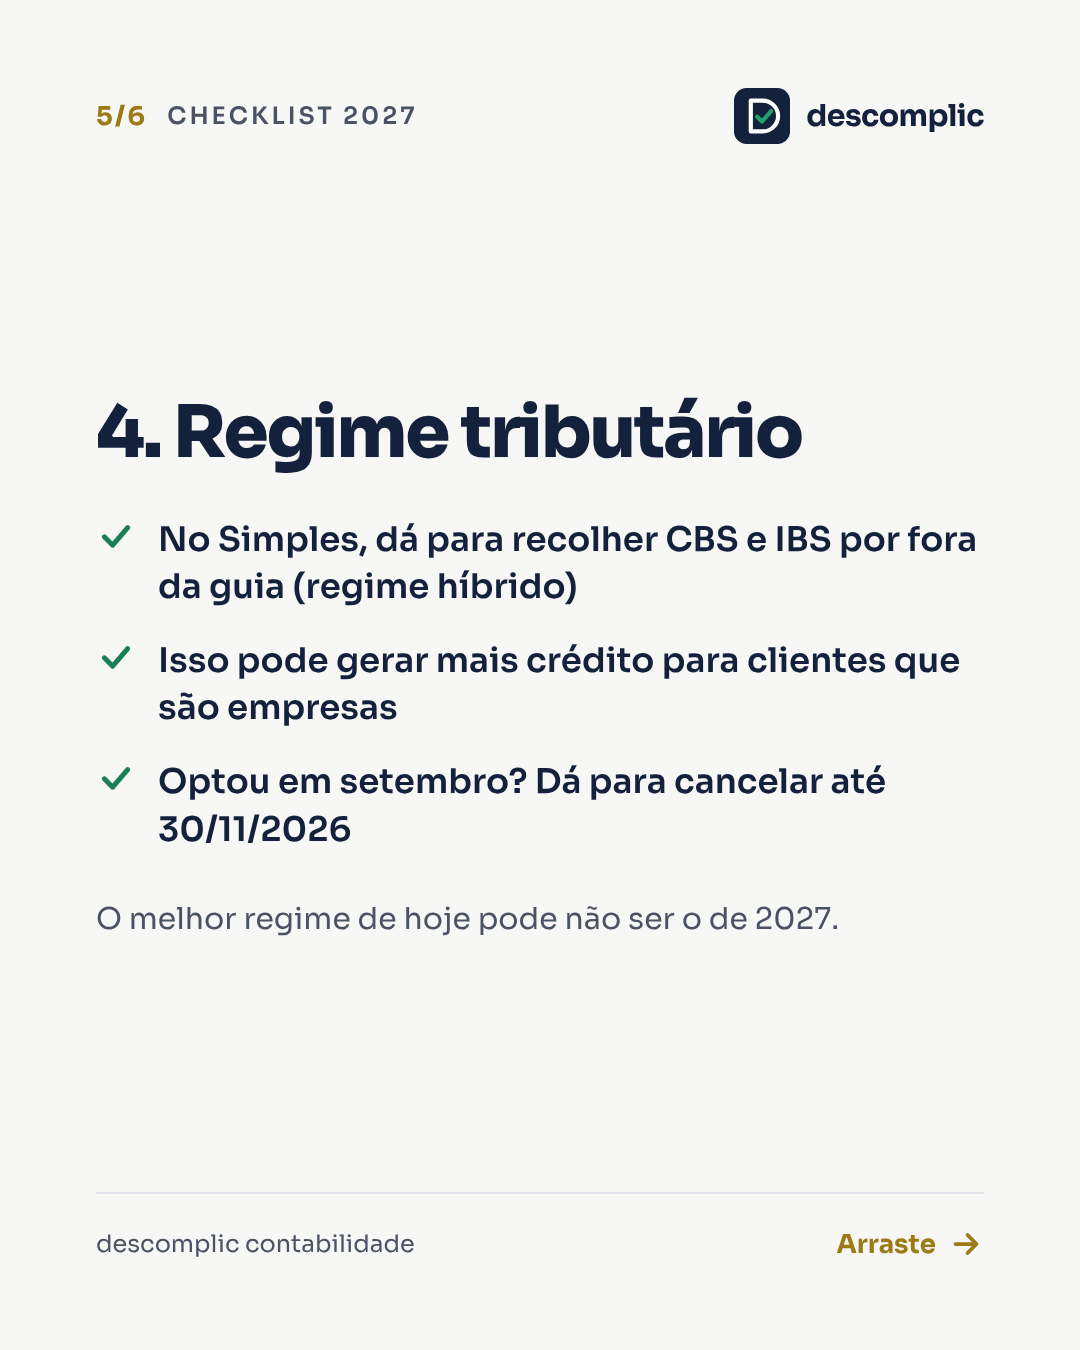 5/6 CHECKLIST 2027
descomplic
4. Regime tributário
No Simples, dá para recolher CBS e IBS por fora
da guia (regime híbrido)
Isso pode gerar mais crédito para clientes que
são empresas
Optou em setembro? Dá para cancelar até
30/11/2026
O melhor regime de hoje pode não ser o de 2027.
descomplic contabilidade
Arraste →